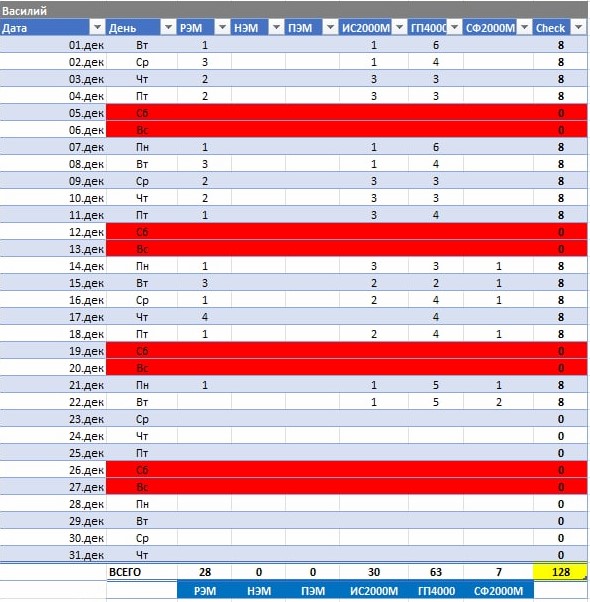 Василий
Дата День РЭМ НЭМ ПЭМ ИС2000М ГП4000 СФ2000М Check
01.дек Вт 1 1 6 8
02.дек Ср 3 1 4 8
03.дек Чт 2 3 3 8
04.дек Пт 2 3 3 8
05.дек Сб 0
06.дек Вс 0
07.дек Пн 1 1 6 8
08.дек Вт 3 1 4 8
09.дек Ср 2 3 3 8
10.дек Чт 2 3 3 8
11.дек Пт 1 3 4 8
12.дек Сб 0
13.дек Вс 0
14.дек Пн 1 3 3 1 8
15.дек Вт 3 2 2 1 8
16.дек Ср 1 2 4 1 8
17.дек Чт 4 4 8
18.дек Пт 1 2 4 1 8
19.дек Сб 0
20.дек Вс 0
21.дек Пн 1 1 5 1 8
22.дек Вт 1 5 2 8
23.дек Ср 0
24.дек Чт 0
25.дек Пт 0
26.дек Сб 0
27.дек Вс 0
28.дек Пн 0
29.дек Вт 0
30.дек Ср 0
31.дек Чт 0
ВСЕГО 28 0 0 30 63 7 128
РЭМ НЭМ ПЭМ ИС2000М ГП4000 СФ2000М